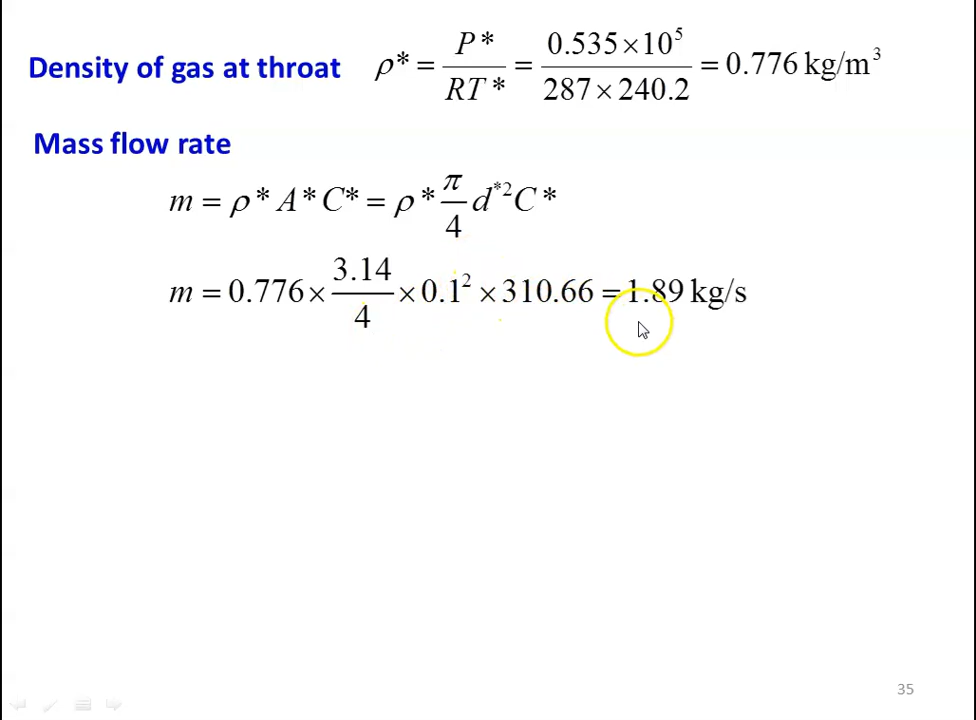 Density of gas at throat ρ* = P* / RT* = 0.535×10⁵ / 287×240.2 = 0.776 kg/m³
Mass flow rate
m = ρ* A* C* = ρ* π/4 d*² C*
m = 0.776 × 3.14/4 × 0.1² × 310.66 = 1.89 kg/s
35